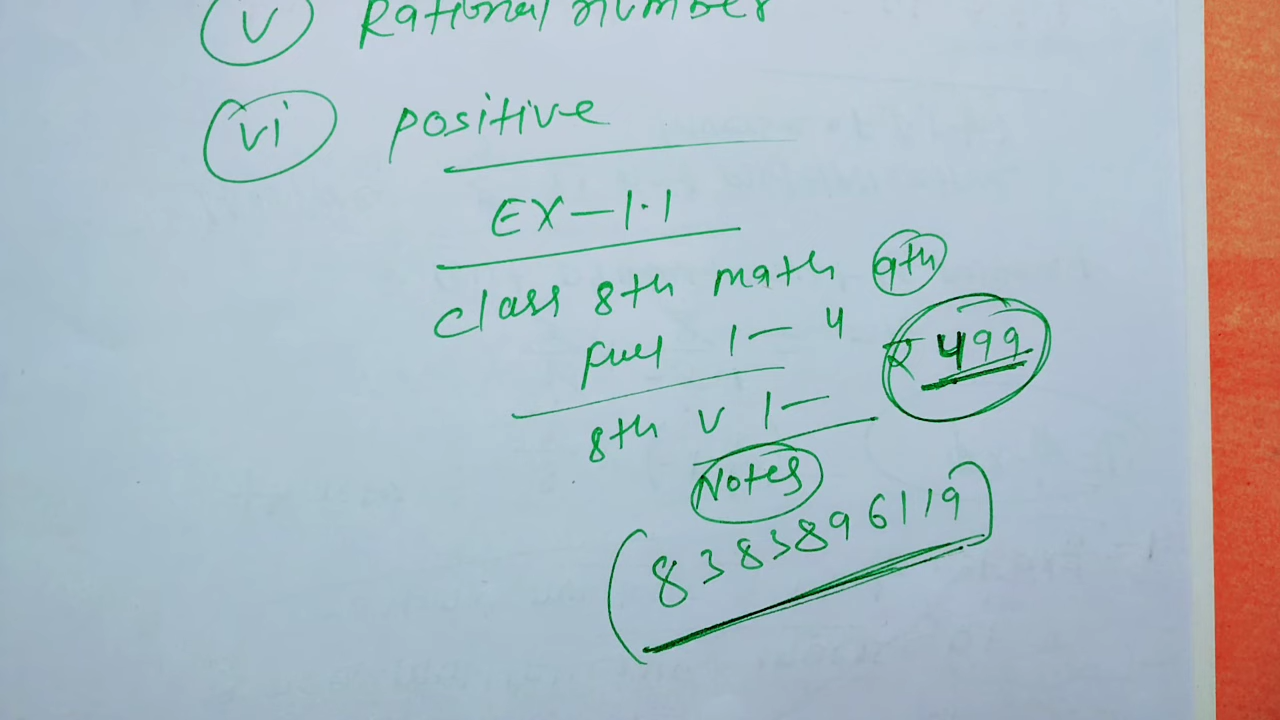 (v) Rational number
(vi) positive
EX-1.1
class 8th math 9th
Full 1-4 ₹ 499
8th v 1-
Notes
8383896119